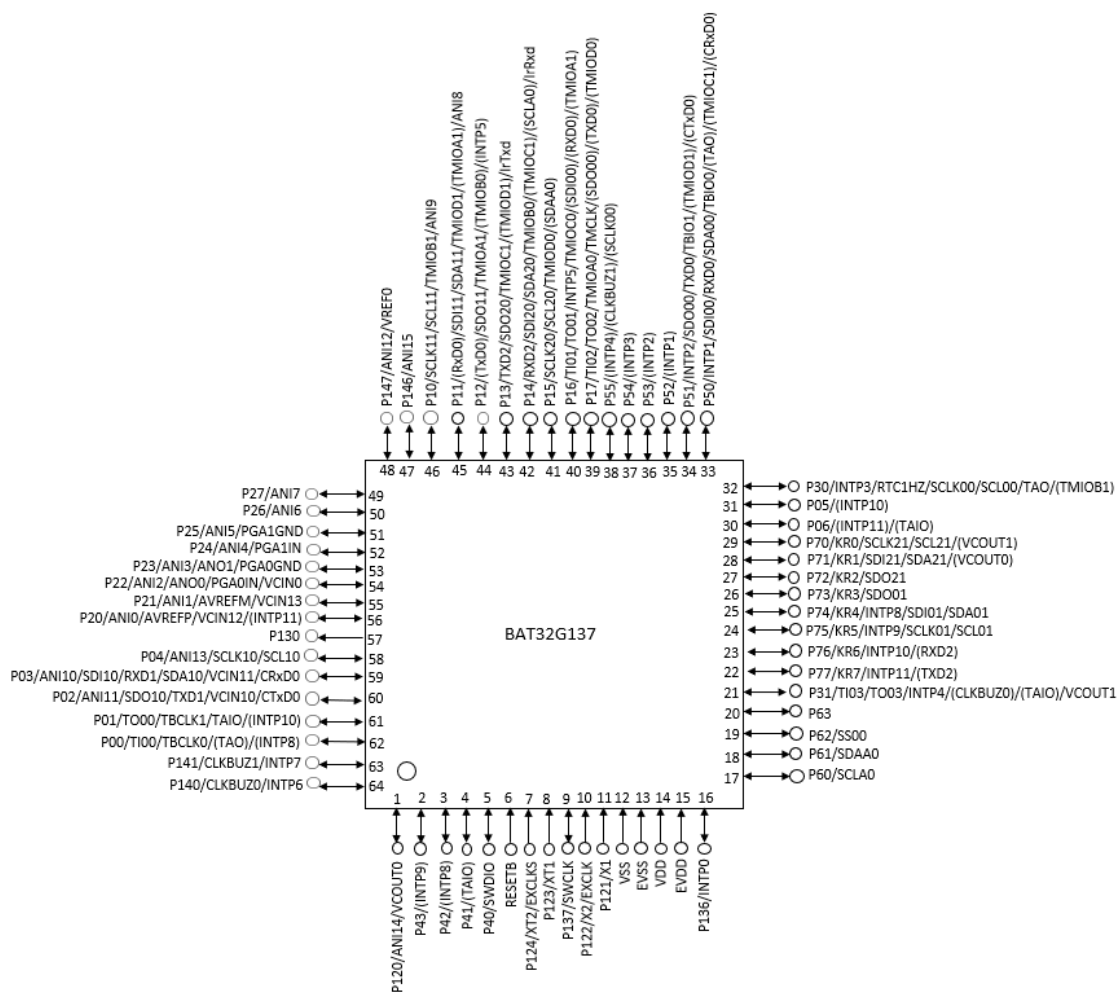 P147/ANI12/VREF0
P146/ANI15
P10/SCLK11/SCL11/TMIOB1/ANI9
P11/(RxD0)/SDI11/SDA11/TMIOD1/(TMIOA1)/ANI8
P12/(TxD0)/SDO11/TMIOA1/(TMIOB0)/(INTP5)
P13/TXD2/SDO20/TMIOC1/(TMIOD1)/IrTxd
P14/RXD2/SDI20/SDA20/TMIOB0/(TMIOC1)/(SCLA0)/IrRxd
P15/SCLK20/SCL20/TMIOD0/(SDAA0)
P16/TI01/TO01/INTP5/TMIOC0/(SDI00)/(RXD0)/(TMIOA1)
P17/TI02/TO02/TMIOA0/TMCLK/(SDO00)/(TXD0)/(TMIOD0)
P55/(INTP4)/(CLKBUZ1)/(SCLK00)
P54/(INTP3)
P53/(INTP2)
P52/(INTP1)
P51/INTP2/SDO00/TXD0/TBIO1/(TMIOD1)/(CTxD0)
P50/INTP1/SDI00/RXD0/SDA00/TBIO0/(TAO)/(TMIOC1)/(CRxD0)
48 47 46 45 44 43 42 41 40 39 38 37 36 35 34 33
P27/ANI7 49
P26/ANI6 50
P25/ANI5/PGA1GND 51
P24/ANI4/PGA1IN 52
P23/ANI3/ANO1/PGA0GND 53
P22/ANI2/ANO0/PGA0IN/VCIN0 54
P21/ANI1/AVREFM/VCIN13 55
P20/ANI0/AVREFP/VCIN12/(INTP11) 56
P130 57
P04/ANI13/SCLK10/SCL10 58
P03/ANI10/SDI10/RXD1/SDA10/VCIN11/CRxD0 59
P02/ANI11/SDO10/TXD1/VCIN10/CTxD0 60
P01/TO00/TBCLK1/TAIO/(INTP10) 61
P00/TI00/TBCLK0/(TAO)/(INTP8) 62
P141/CLKBUZ1/INTP7 63
P140/CLKBUZ0/INTP6 64
BAT32G137
32 P30/INTP3/RTC1HZ/SCLK00/SCL00/TAO/(TMIOB1)
31 P05/(INTP10)
30 P06/(INTP11)/(TAIO)
29 P70/KR0/SCLK21/SCL21/(VCOUT1)
28 P71/KR1/SDI21/SDA21/(VCOUT0)
27 P72/KR2/SDO21
26 P73/KR3/SDO01
25 P74/KR4/INTP8/SDI01/SDA01
24 P75/KR5/INTP9/SCLK01/SCL01
23 P76/KR6/INTP10/(RXD2)
22 P77/KR7/INTP11/(TXD2)
21 P31/TI03/TO03/INTP4/(CLKBUZ0)/(TAIO)/VCOUT1
20 P63
19 P62/SS00
18 P61/SDAA0
17 P60/SCLA0
1 2 3 4 5 6 7 8 9 10 11 12 13 14 15 16
P120/ANI14/VCOUT0
P43/(INTP9)
P42/(INTP8)
P41/(TAIO)
P40/SWDIO
RESETB
P124/XT2/EXCLKS
P123/XT1
P137/SWCLK
P122/X2/EXCLK
P121/X1
VSS
EVSS
VDD
EVDD
P136/INTP0